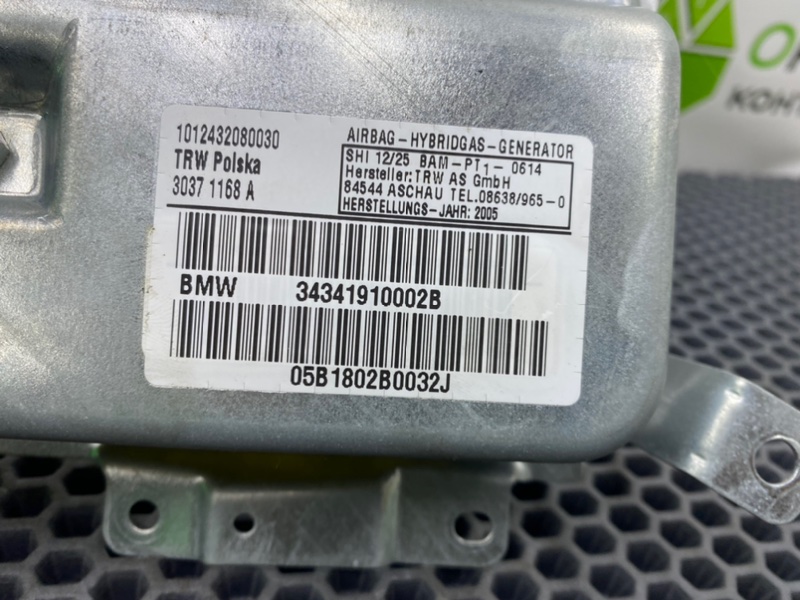 1012432080030
TRW Polska
3037 1168 A
AIRBAG-HYBRIDGAS-GENERATOR
SHI 12/25 BAM-PT1-0614
Hersteller:TRW AS GmbH
84544 ASCHAU TEL.08638/965-0
HERSTELLUNGS-JAHR: 2005
BMW 34341910002B
05B1802B0032J